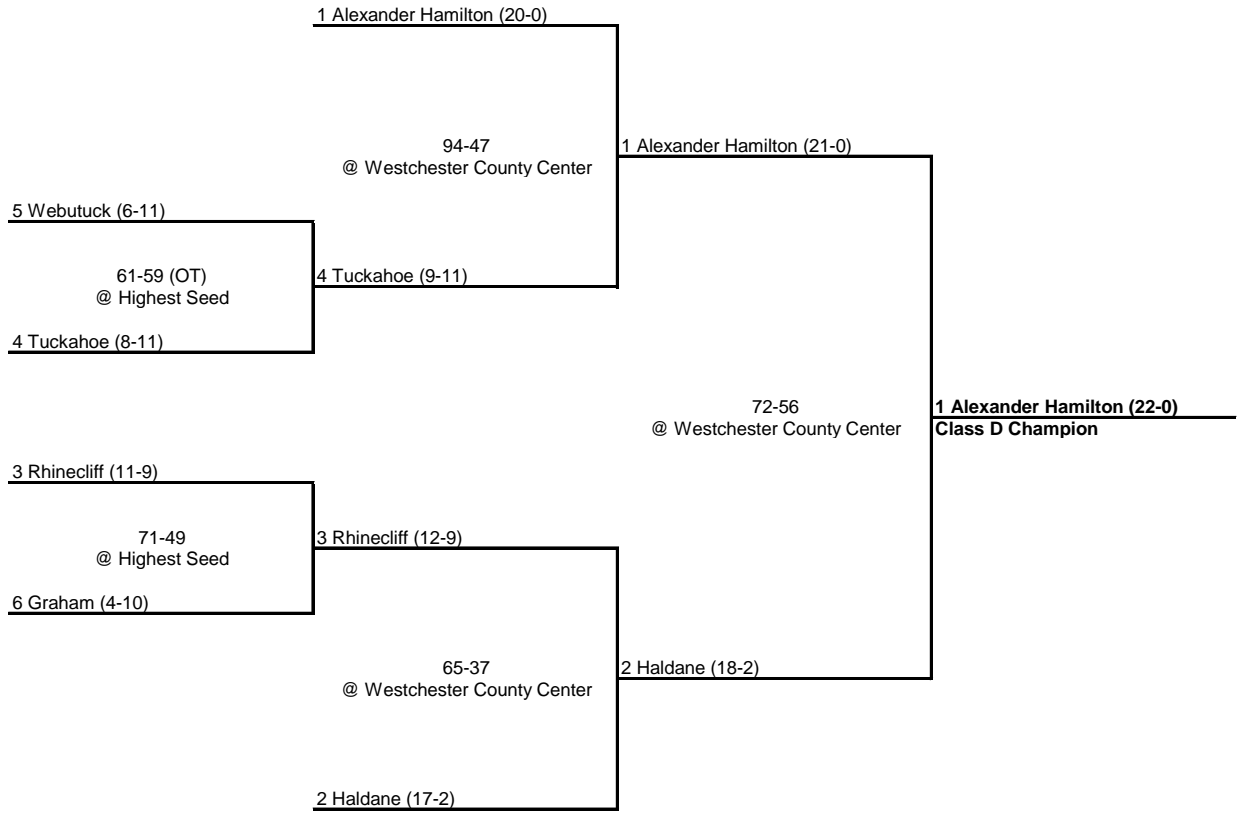 1 Alexander Hamilton (20-0)
94-47
@ Westchester County Center
1 Alexander Hamilton (21-0)
5 Webutuck (6-11)
61-59 (OT)
@ Highest Seed
4 Tuckahoe (9-11)
4 Tuckahoe (8-11)
72-56
@ Westchester County Center
1 Alexander Hamilton (22-0)
Class D Champion
3 Rhinecliff (11-9)
71-49
@ Highest Seed
3 Rhinecliff (12-9)
6 Graham (4-10)
65-37
@ Westchester County Center
2 Haldane (18-2)
2 Haldane (17-2)